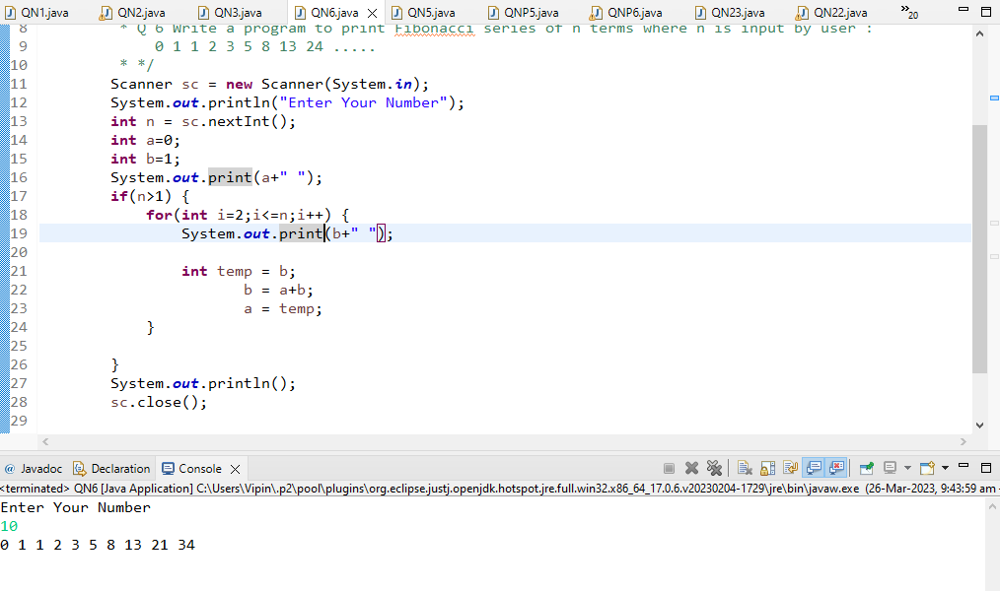 QN1.java QN2.java QN3.java QN6.java QN5.java QNP5.java QNP6.java QN23.java QN22.java »20
8 * Q 6 Write a program to print Fibonacci series of n terms where n is input by user :
9 0 1 1 2 3 5 8 13 24 .....
10 * */
11 Scanner sc = new Scanner(System.in);
12 System.out.println("Enter Your Number");
13 int n = sc.nextInt();
14 int a=0;
15 int b=1;
16 System.out.print(a+" ");
17 if(n>1) {
18 for(int i=2;i<=n;i++) {
19 System.out.print(b+" ");
20
21 int temp = b;
22 b = a+b;
23 a = temp;
24 }
25
26 }
27 System.out.println();
28 sc.close();
29
@ Javadoc Declaration Console
<terminated> QN6 [Java Application] C:\Users\Vipin\.p2\pool\plugins\org.eclipse.justj.openjdk.hotspot.jre.full.win32.x86_64_17.0.6.v20230204-1729\jre\bin\javaw.exe (26-Mar-2023, 9:43:59 am -
Enter Your Number
10
0 1 1 2 3 5 8 13 21 34